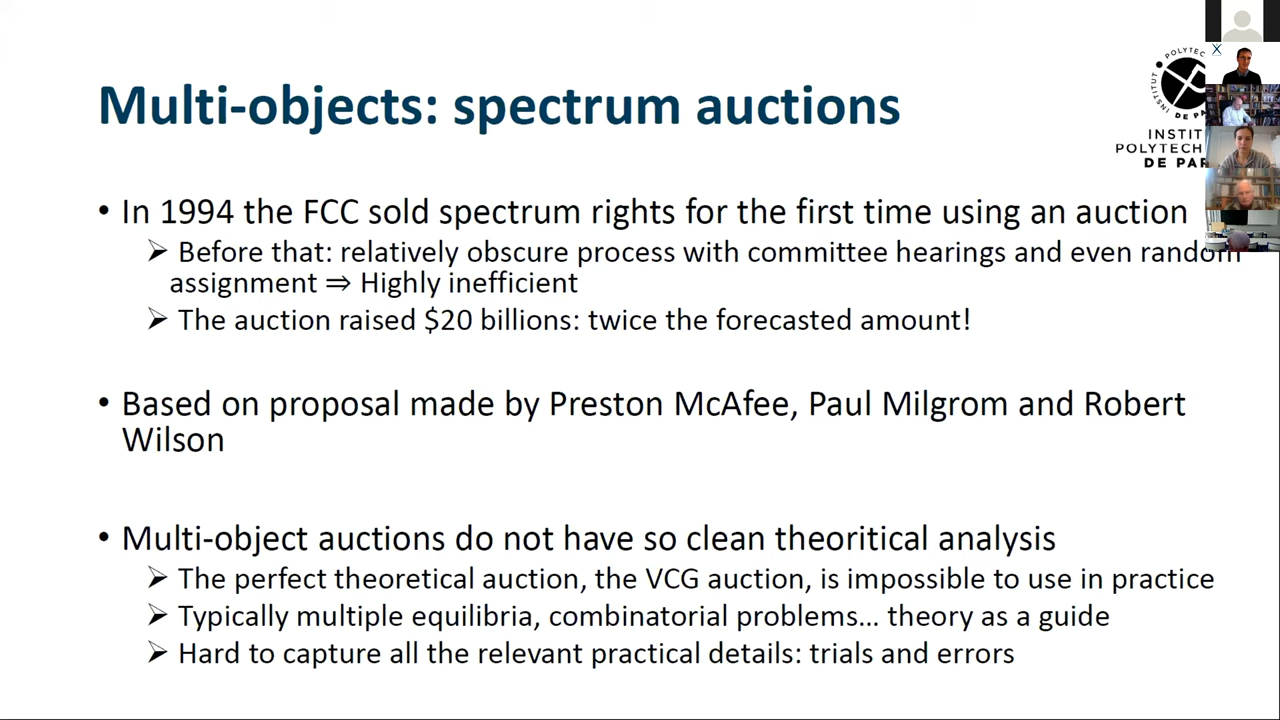 Multi-objects: spectrum auctions
INSTIT
POLYTECH
DE PAR
• In 1994 the FCC sold spectrum rights for the first time using an auction
➢ Before that: relatively obscure process with committee hearings and even random
assignment ⇒ Highly inefficient
➢ The auction raised $20 billions: twice the forecasted amount!
• Based on proposal made by Preston McAfee, Paul Milgrom and Robert
Wilson
• Multi-object auctions do not have so clean theoritical analysis
➢ The perfect theoretical auction, the VCG auction, is impossible to use in practice
➢ Typically multiple equilibria, combinatorial problems... theory as a guide
➢ Hard to capture all the relevant practical details: trials and errors